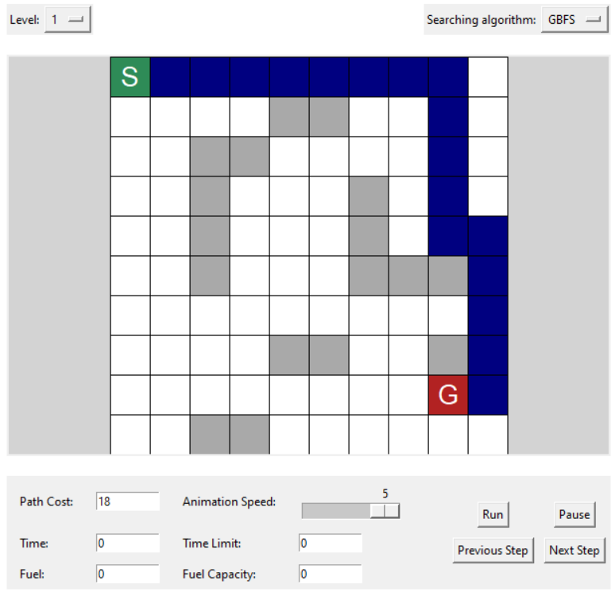 Level: 1 Searching algorithm: GBFS
S
G
Path Cost: 18 Animation Speed: 5
Run Pause
Time: 0 Time Limit: 0
Previous Step Next Step
Fuel: 0 Fuel Capacity: 0